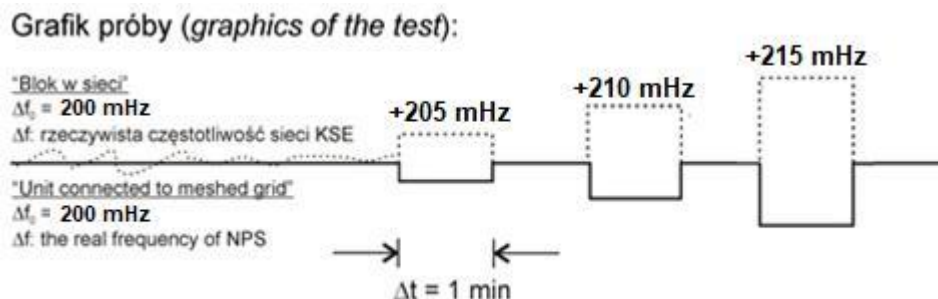 Grafik próby (graphics of the test):
+215 mHz
+210 mHz
+205 mHz
"Blok w sieci"
Δf₀ = 200 mHz
Δf: rzeczywista częstotliwość sieci KSE
"Unit connected to meshed grid"
Δf₀ = 200 mHz
Δf: the real frequency of NPS
Δt = 1 min